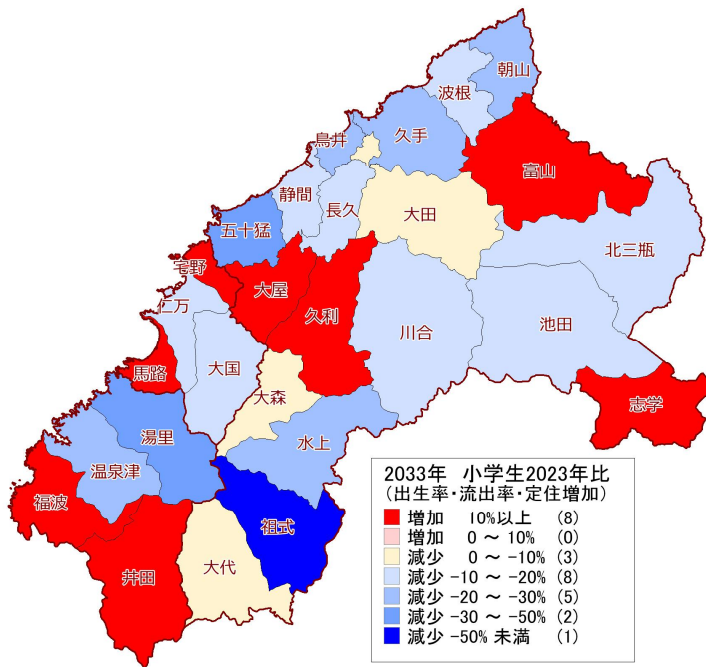 朝山
波根
鳥井
久手
富山
静間
長久
大田
五十猛
北三瓶
宅野
大屋
久利
仁万
川合
池田
大国
馬路
大森
志学
湯里
水上
温泉津
福波
祖式
大代
井田
2033年 小学生2023年比
(出生率・流出率・定住増加)
増加 10%以上 (8)
増加 0 ～ 10% (0)
減少 0 ～ -10% (3)
減少 -10 ～ -20% (8)
減少 -20 ～ -30% (5)
減少 -30 ～ -50% (2)
減少 -50% 未満 (1)